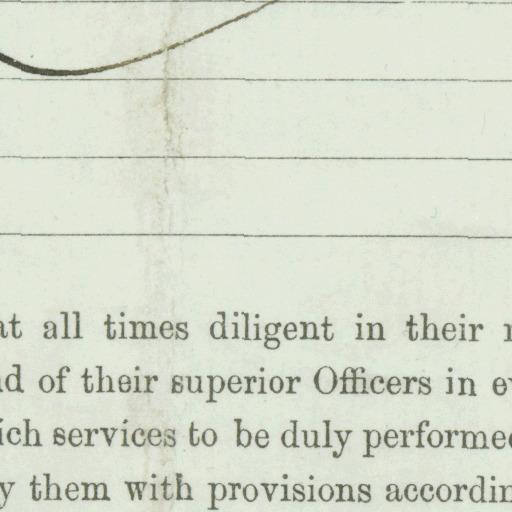 at all times diligent in their r
nd of their superior Officers in ev
ich services to be duly performed
y them with provisions accordin